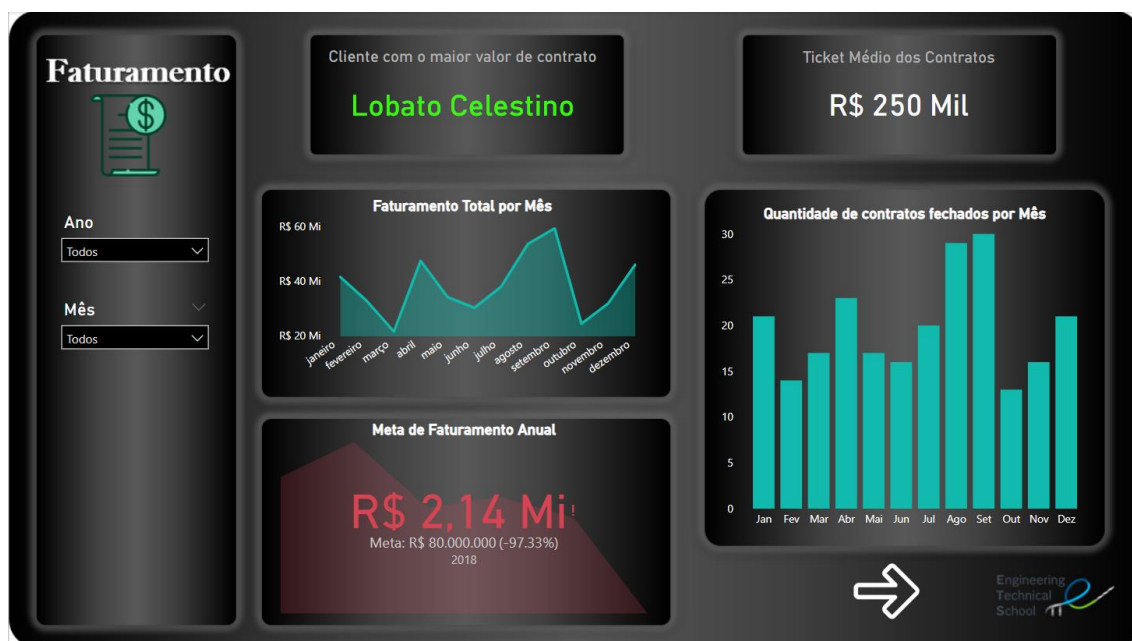 Faturamento
$
Ano
Todos
Mês
Todos
Cliente com o maior valor de contrato
Lobato Celestino
Ticket Médio dos Contratos
R$ 250 Mil
Faturamento Total por Mês
R$ 60 Mi
R$ 40 Mi
R$ 20 Mi
janeiro
fevereiro
março
abril
maio
junho
julho
agosto
setembro
outubro
novembro
dezembro
Meta de Faturamento Anual
R$ 2,14 Mi!
Meta: R$ 80.000.000 (-97.33%)
2018
Quantidade de contratos fechados por Mês
30
25
20
15
10
5
0
Jan Fev Mar Abr Mai Jun Jul Ago Set Out Nov Dez
Engineering
Technical
School